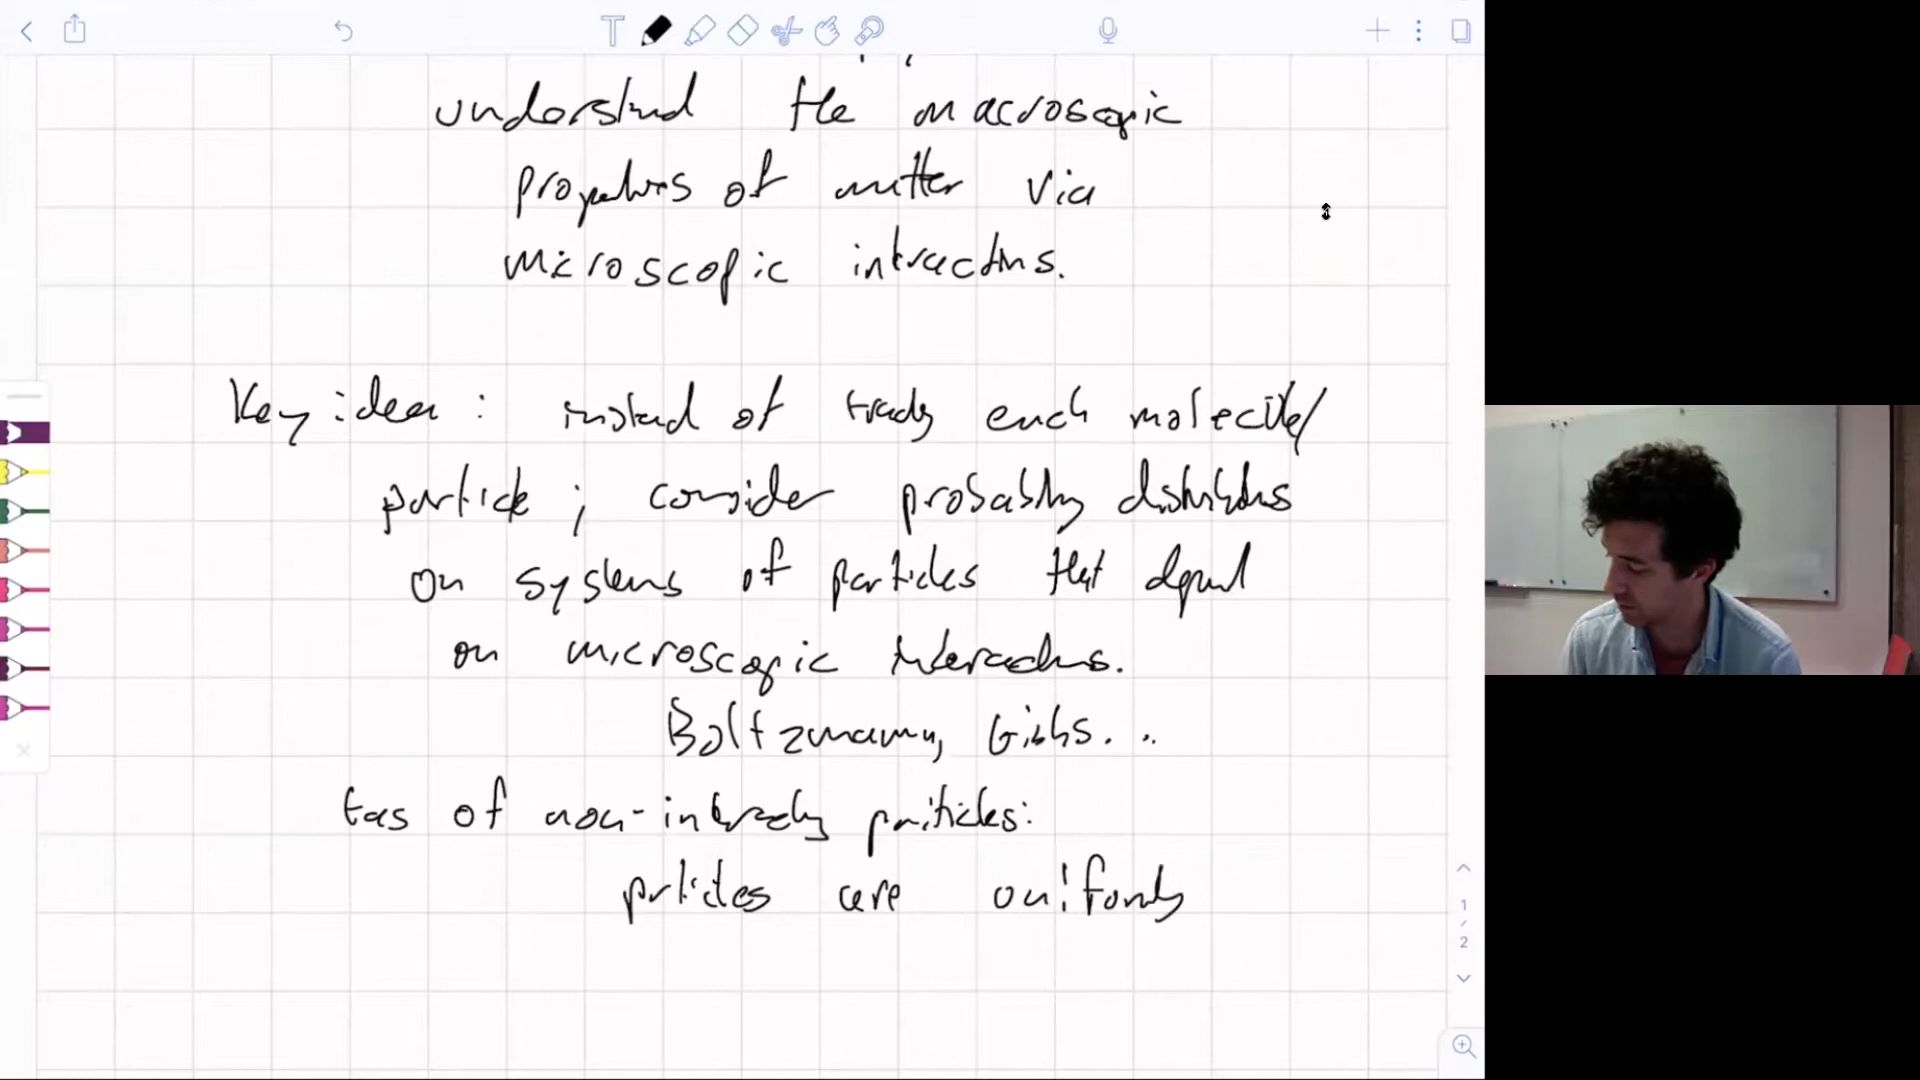 understand the macroscopic
properties of matter via
microscopic interactions.
Key idea: instead of tracking each molecule/
particle; consider probability distributions
on systems of particles that depend
on microscopic interactions.
Boltzmann, Gibbs...
Gas of non-interacting particles:
particles are uniformly
1
2